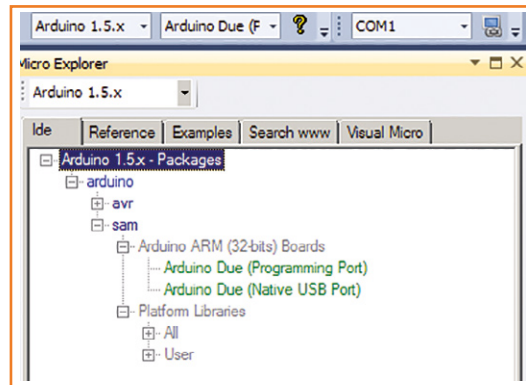 Arduino 1.5.x Arduino Due (F ? COM1
Micro Explorer
Arduino 1.5.x
Ide Reference Examples Search www Visual Micro
Arduino 1.5.x - Packages
arduino
avr
sam
Arduino ARM (32-bits) Boards
Arduino Due (Programming Port)
Arduino Due (Native USB Port)
Platform Libraries
All
User